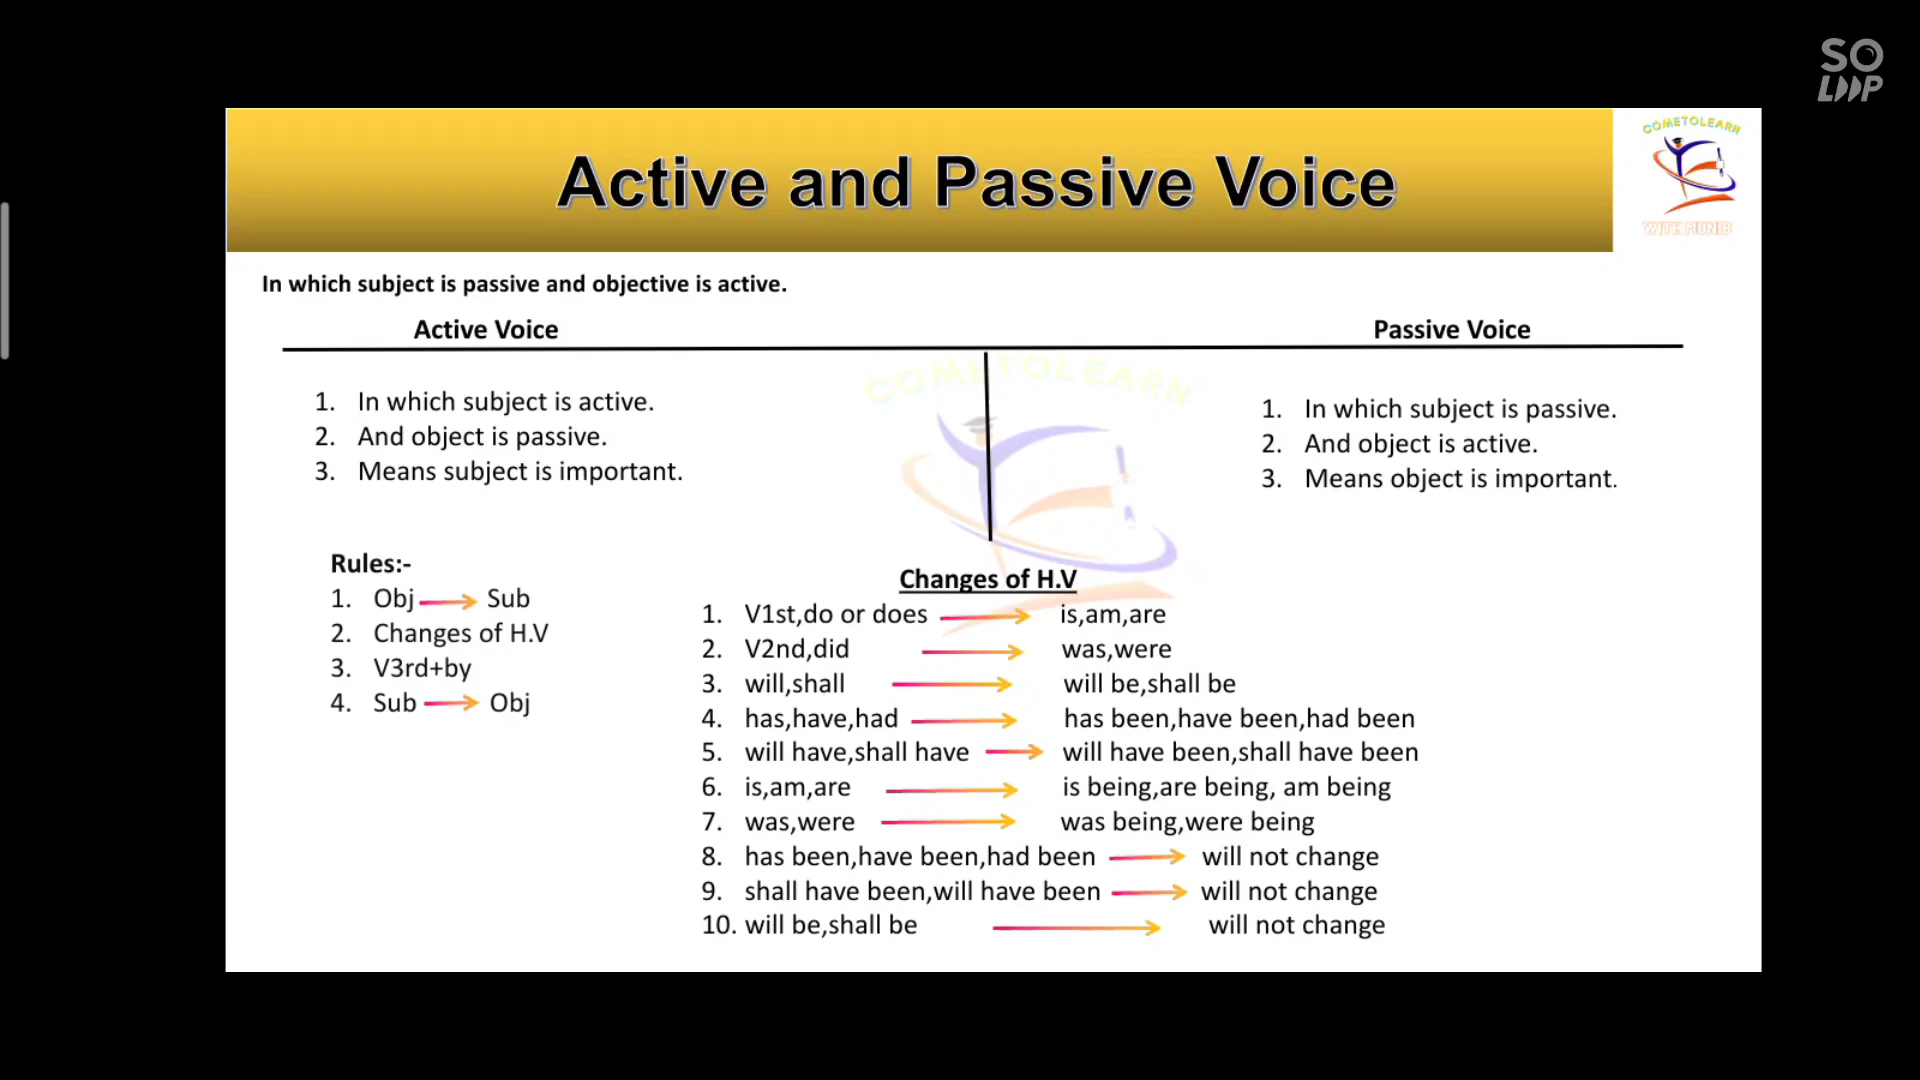 SO
LOOP
Active and Passive Voice
COMETOLEARN
WITH MUNIB
In which subject is passive and objective is active.
Active Voice
Passive Voice
COMETOLEARN
1. In which subject is active.
2. And object is passive.
3. Means subject is important.
1. In which subject is passive.
2. And object is active.
3. Means object is important.
Rules:-
1. Obj → Sub
2. Changes of H.V
3. V3rd+by
4. Sub → Obj
Changes of H.V
1. V1st,do or does → is,am,are
2. V2nd,did → was,were
3. will,shall → will be,shall be
4. has,have,had → has been,have been,had been
5. will have,shall have → will have been,shall have been
6. is,am,are → is being,are being, am being
7. was,were → was being,were being
8. has been,have been,had been → will not change
9. shall have been,will have been → will not change
10. will be,shall be → will not change